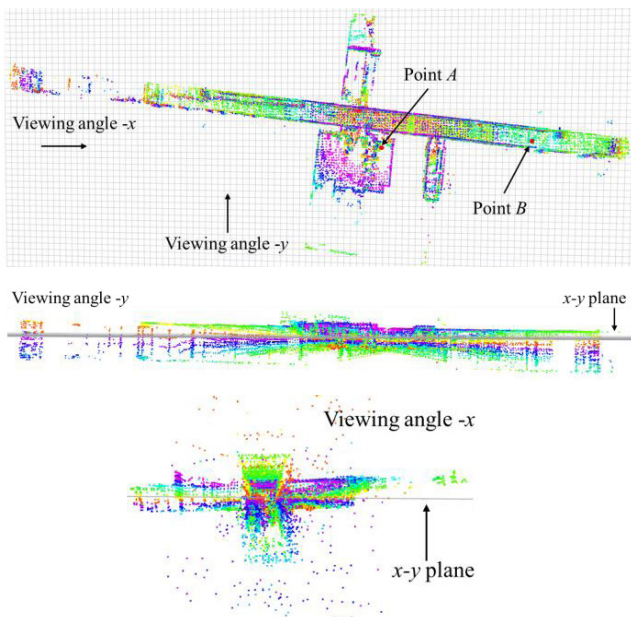 Point A
Viewing angle -x
Point B
Viewing angle -y
Viewing angle -y
x-y plane
Viewing angle -x
x-y plane